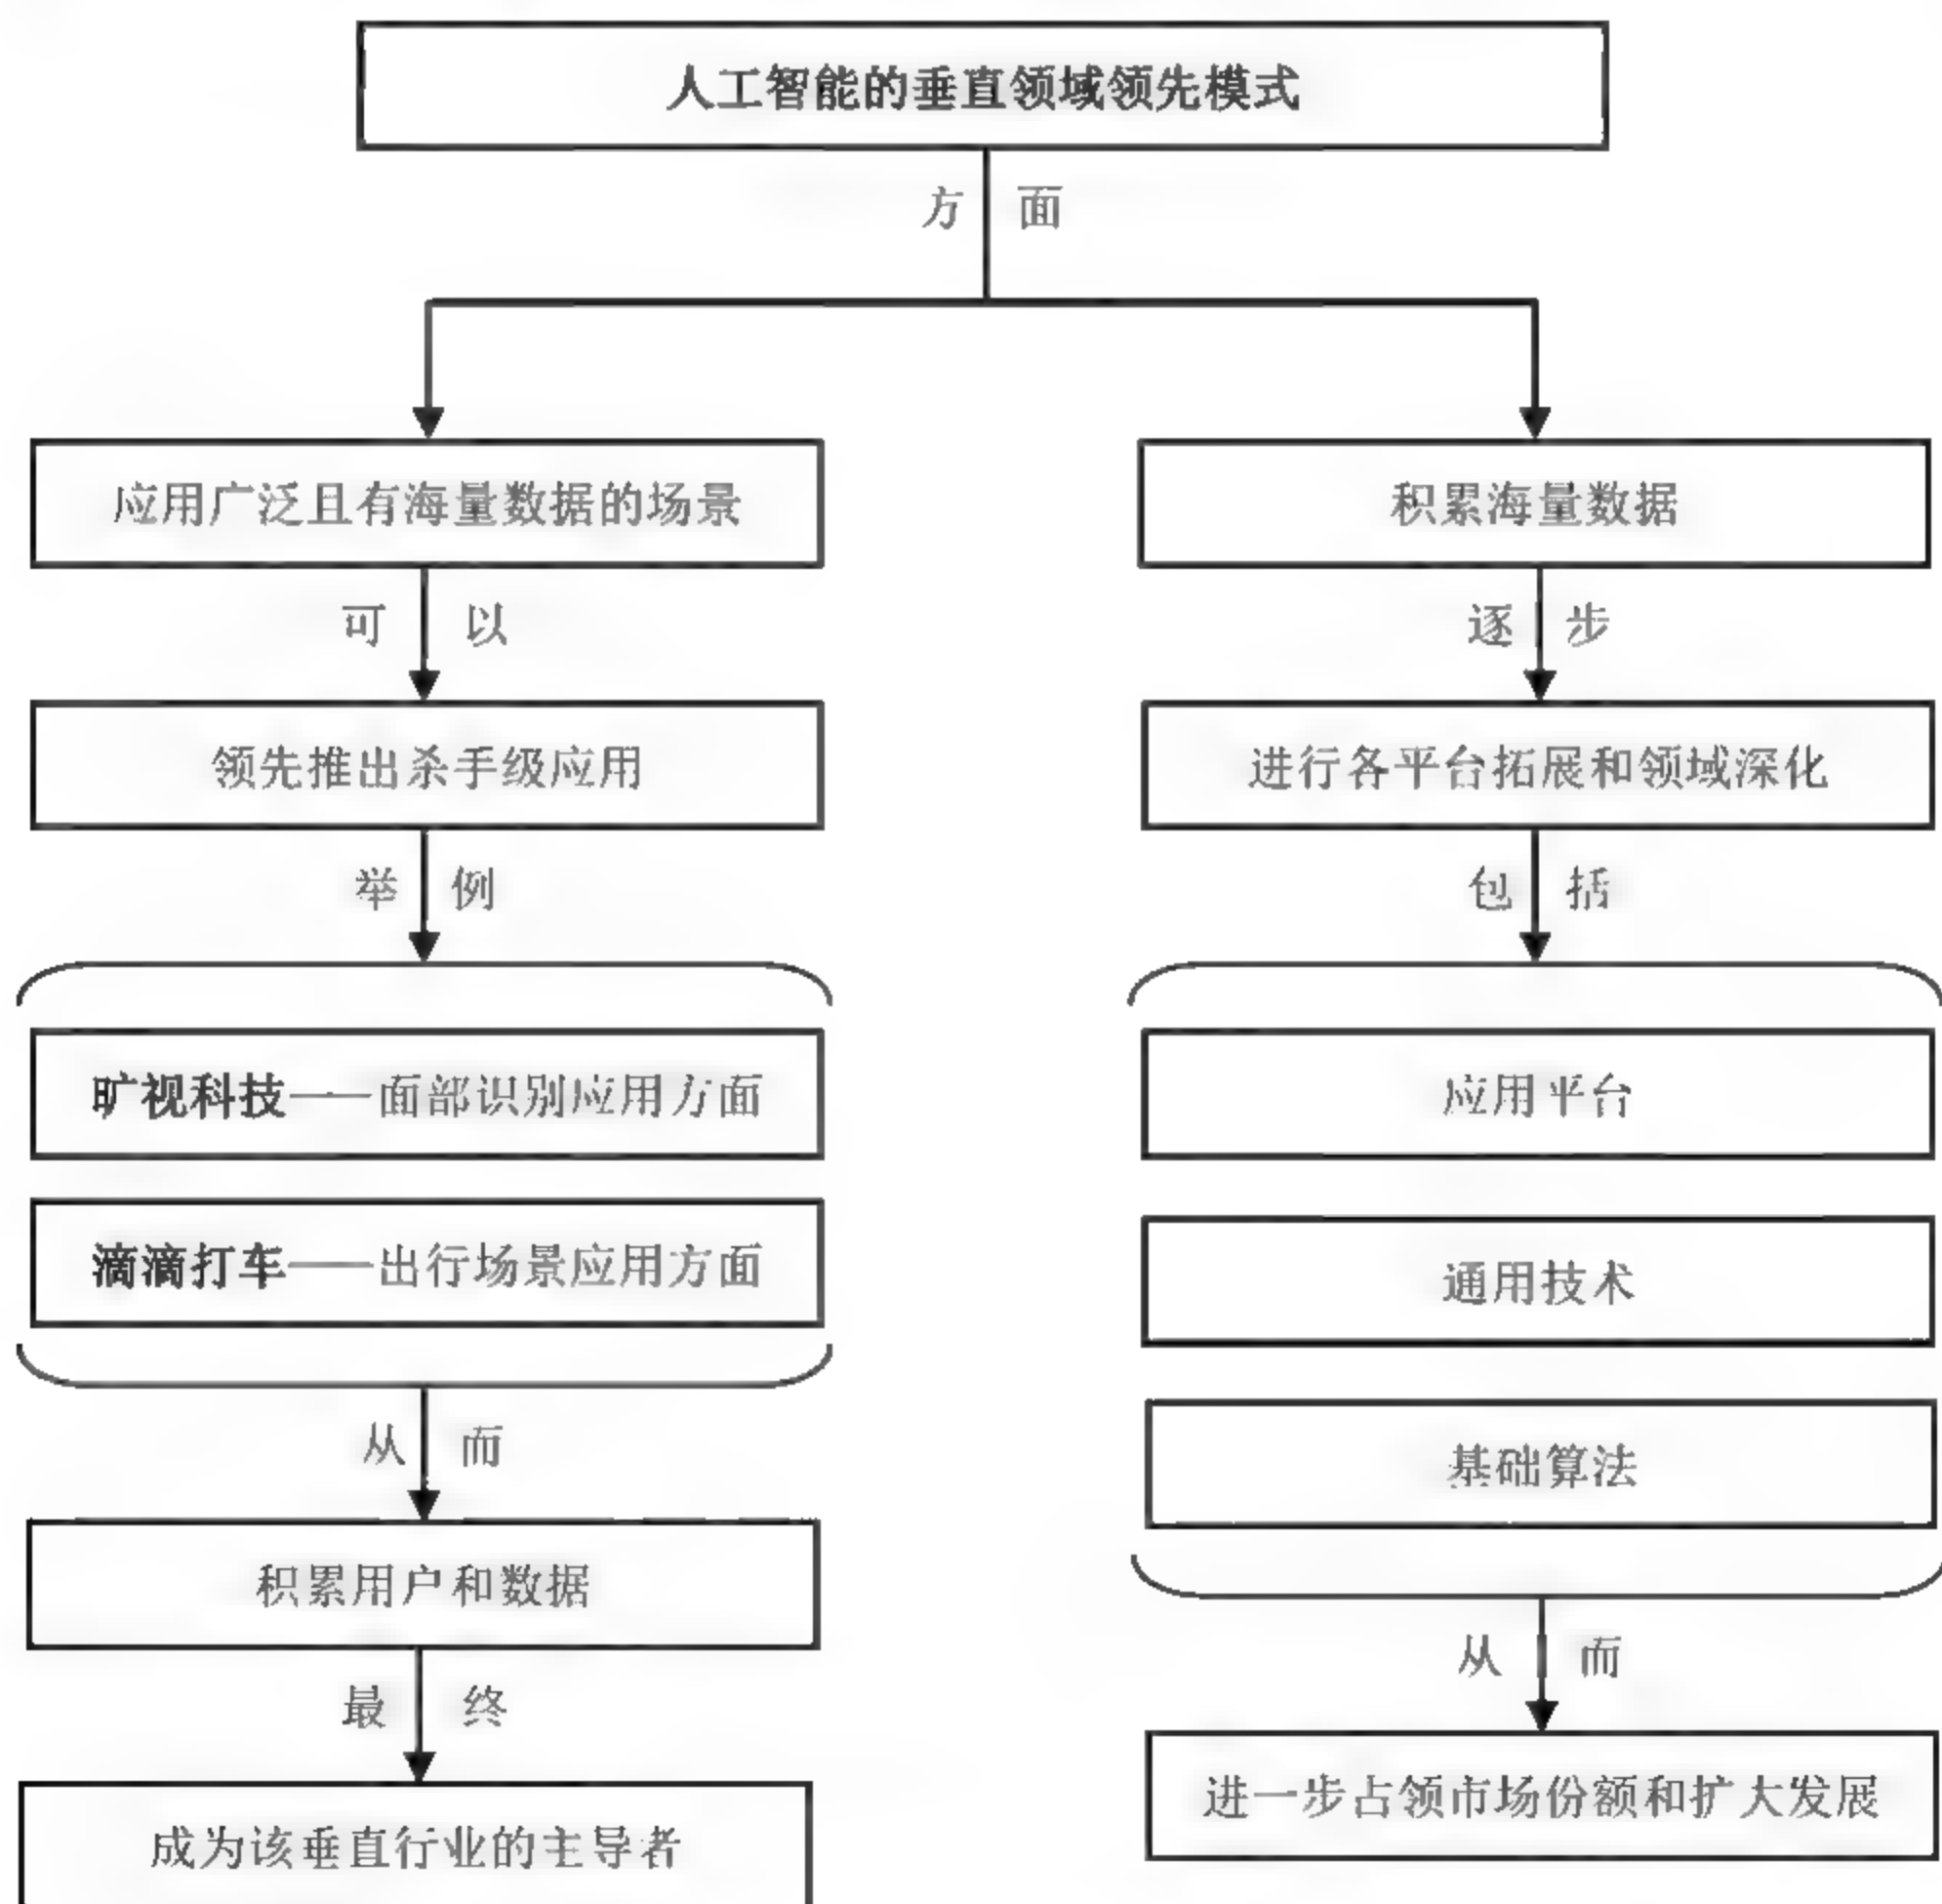 人工智能的垂直领域领先模式
方 面
应用广泛且有海量数据的场景
可 以
领先推出杀手级应用
举 例
旷视科技——面部识别应用方面
滴滴打车——出行场景应用方面
从 而
积累用户和数据
最 终
成为该垂直行业的主导者
积累海量数据
逐 步
进行各平台拓展和领域深化
包 括
应用平台
通用技术
基础算法
从 而
进一步占领市场份额和扩大发展